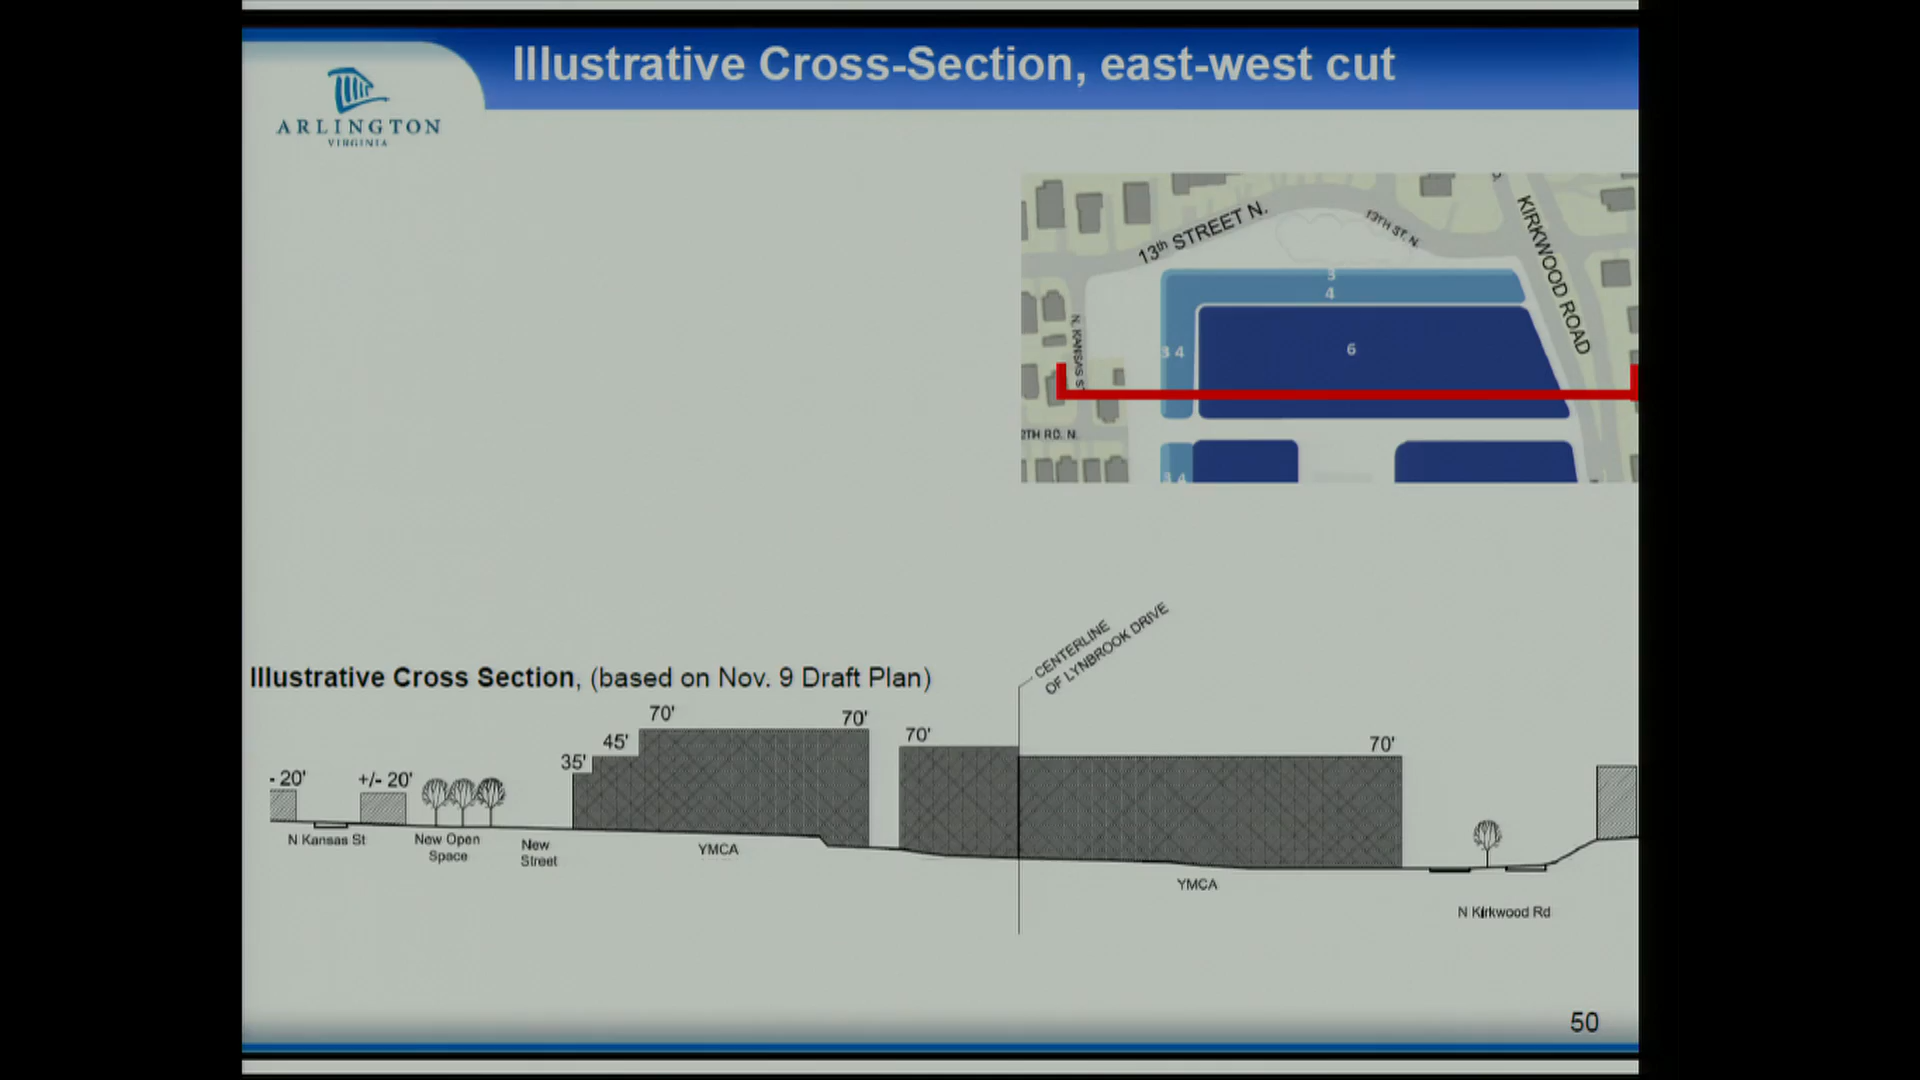 Illustrative Cross-Section, east-west cut
ARLINGTON
VIRGINIA
13th STREET N.
13TH ST. N.
KIRKWOOD ROAD
3
4
6
3 4
N. KANSAS S
2TH RD. N.
3 4
CENTERLINE
OF LYNBROOK DRIVE
Illustrative Cross Section, (based on Nov. 9 Draft Plan)
70'
70'
70'
70'
45'
35'
- 20'
+/- 20'
N Kansas St
New Open
Space
New
Street
YMCA
YMCA
N Kirkwood Rd
50